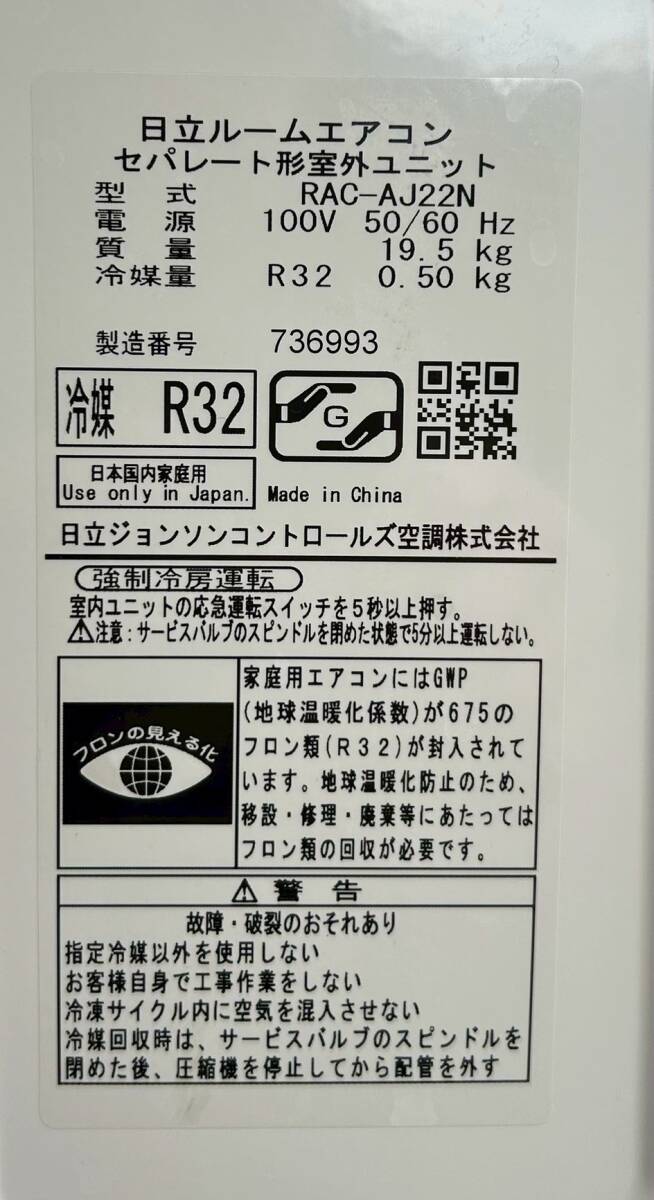 日立ルームエアコン
セパレート形室外ユニット
型 式 RAC-AJ22N
電 源 100V 50/60 Hz
質 量 19.5 kg
冷媒量 R32 0.50 kg
製造番号 736993
冷媒 R32
G
日本国内家庭用
Use only in Japan.
Made in China
日立ジョンソンコントロールズ空調株式会社
強制冷房運転
室内ユニットの応急運転スイッチを5秒以上押す。
⚠注意:サービスバルブのスピンドルを閉めた状態で5分以上運転しない。
フロンの見える化
家庭用エアコンにはGWP
(地球温暖化係数)が675の
フロン類(R32)が封入されて
います。地球温暖化防止のため、
移設・修理・廃棄等にあたっては
フロン類の回収が必要です。
⚠ 警 告
故障・破裂のおそれあり
指定冷媒以外を使用しない
お客様自身で工事作業をしない
冷凍サイクル内に空気を混入させない
冷媒回収時は、サービスバルブのスピンドルを
閉めた後、圧縮機を停止してから配管を外す